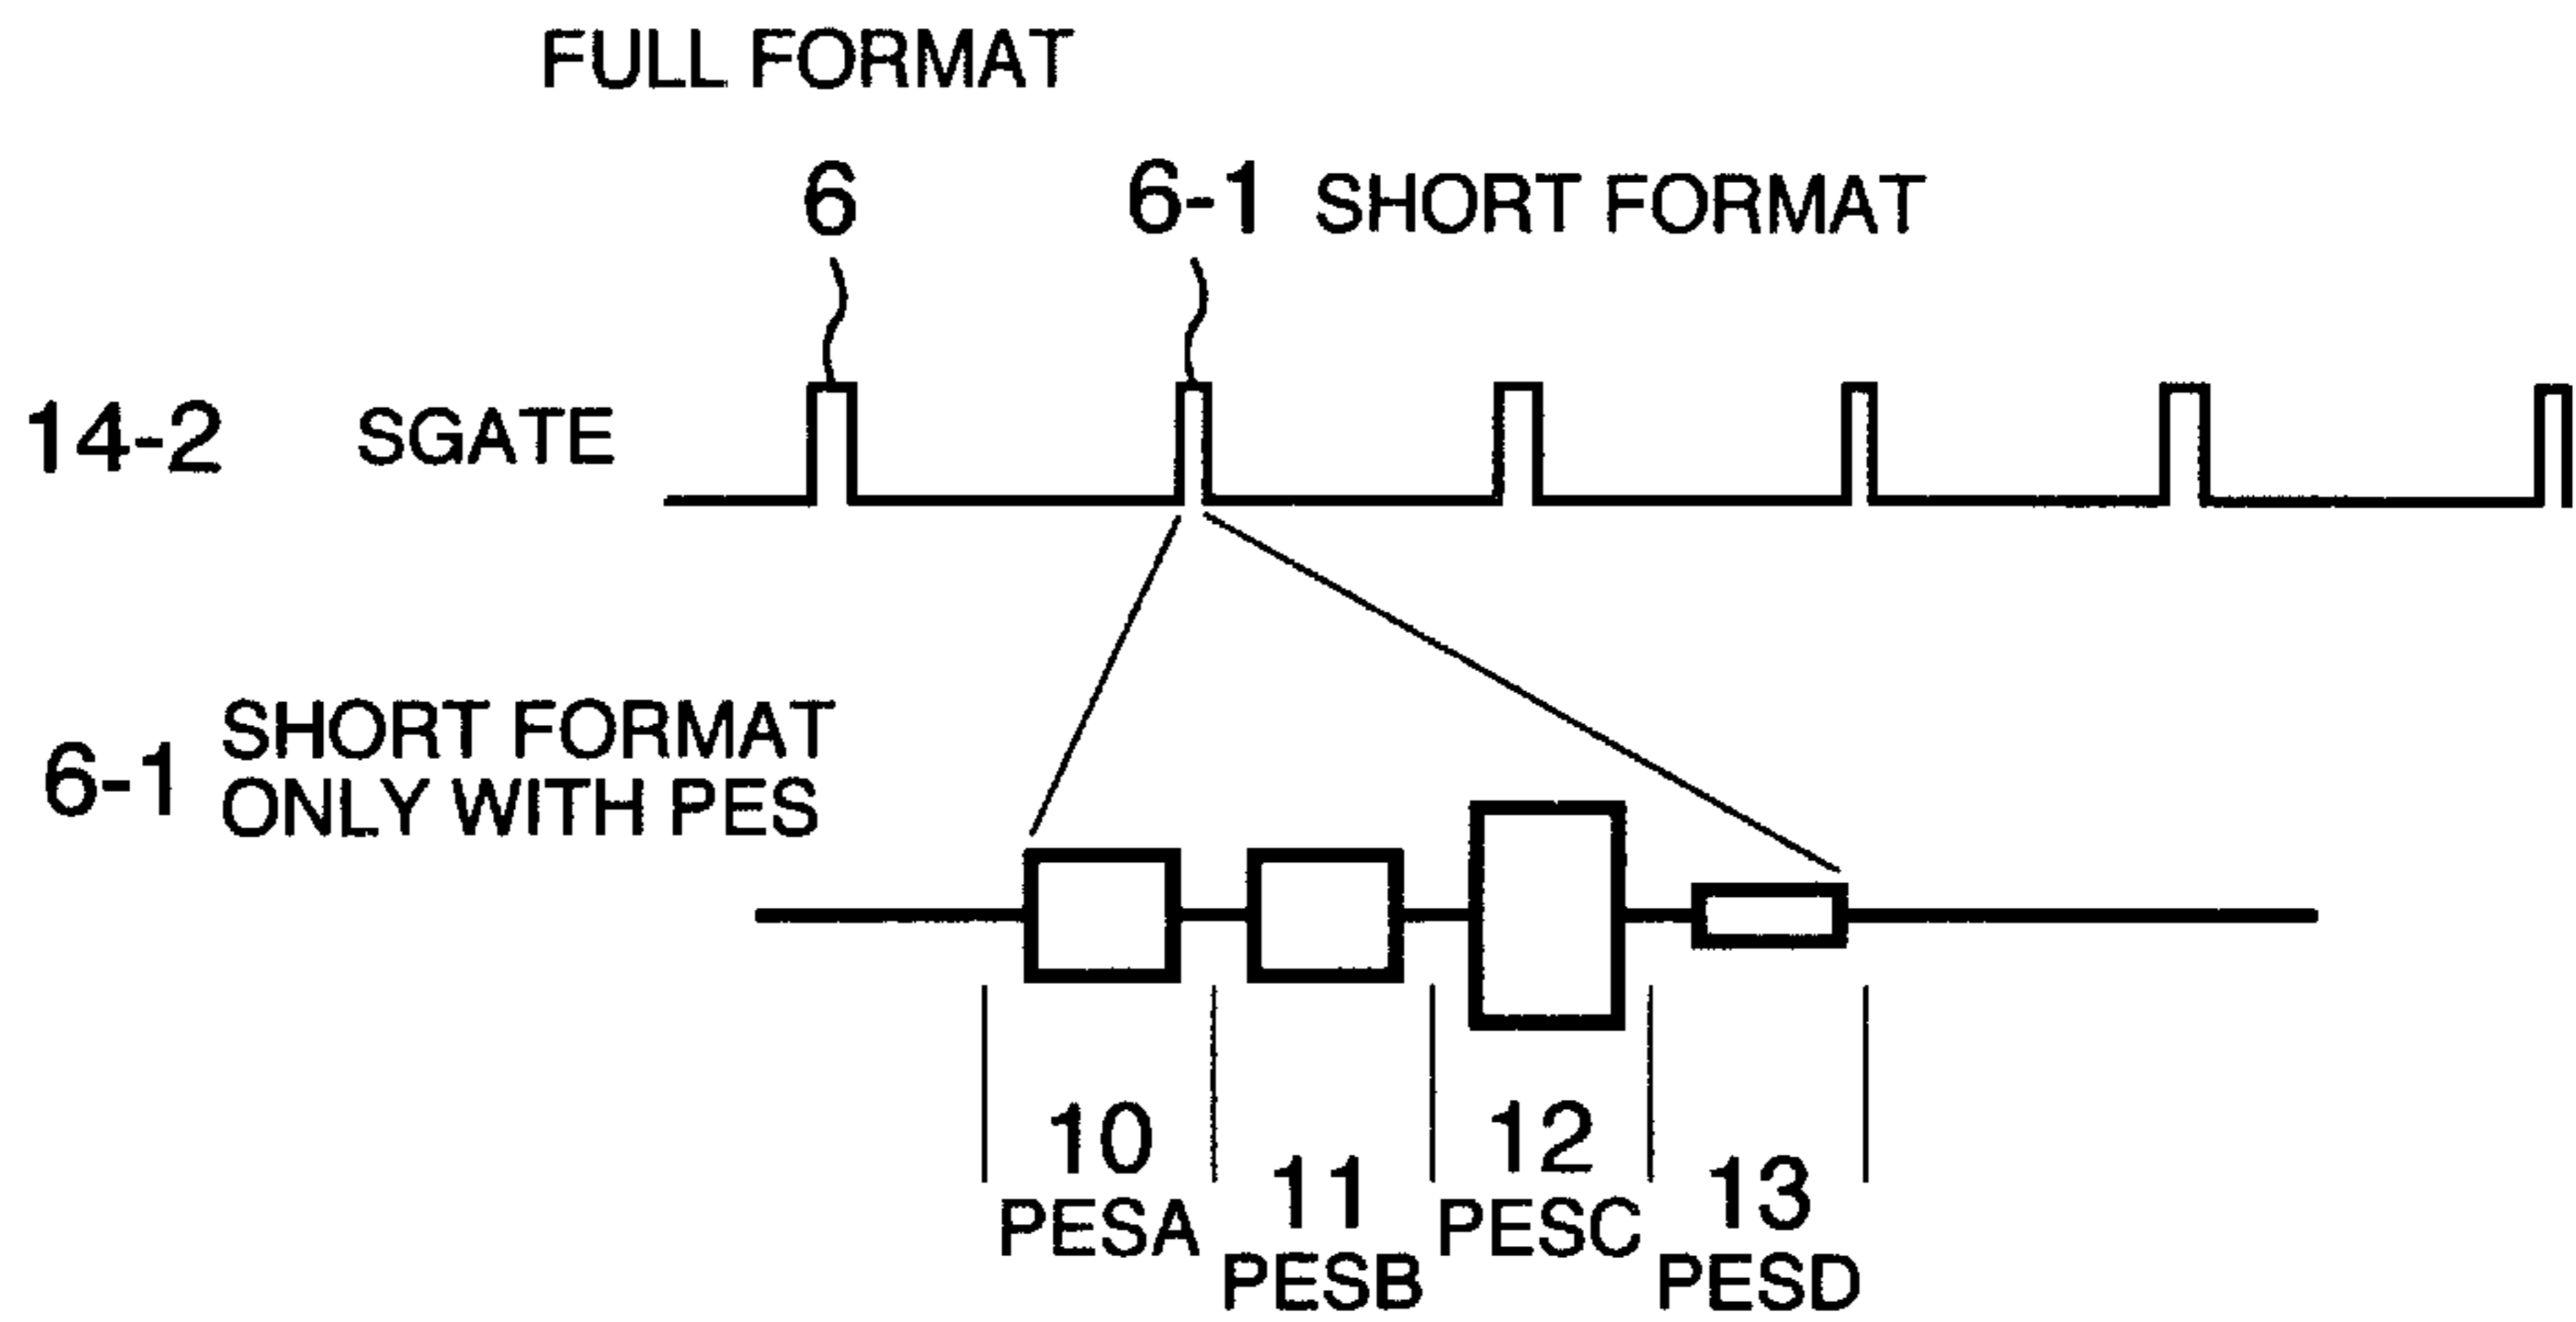 FULL FORMAT
6
6-1 SHORT FORMAT
14-2 SGATE
6-1 SHORT FORMAT
ONLY WITH PES
10
PESA
11
PESB
12
PESC
13
PESD